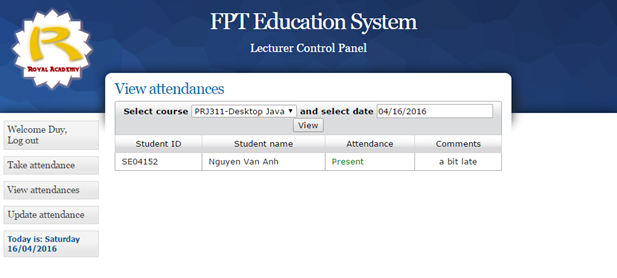 FPT Education System
Lecturer Control Panel
R
ROYAL ACADEMY
View attendances
Select course PRJ311-Desktop Java and select date 04/16/2016
View
Student ID Student name Attendance Comments
SE04152 Nguyen Van Anh Present a bit late
Welcome Duy,
Log out
Take attendance
View attendances
Update attendance
Today is: Saturday
16/04/2016